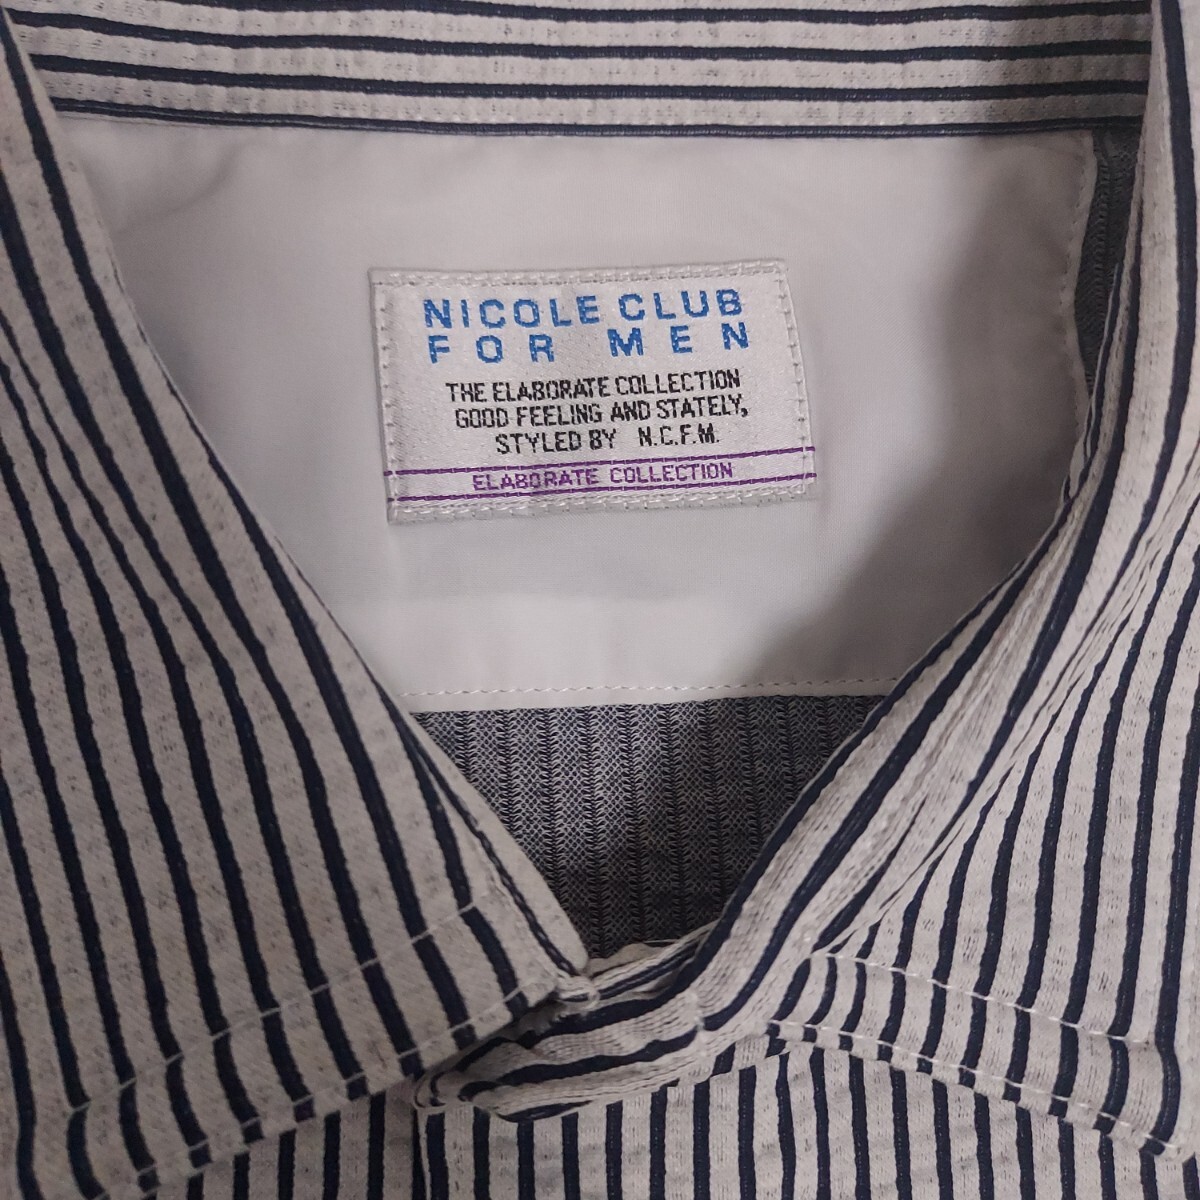 NICOLE CLUB
FOR MEN
THE ELABORATE COLLECTION
GOOD FEELING AND STATELY,
STYLED BY N.C.F.M.
ELABORATE COLLECTION